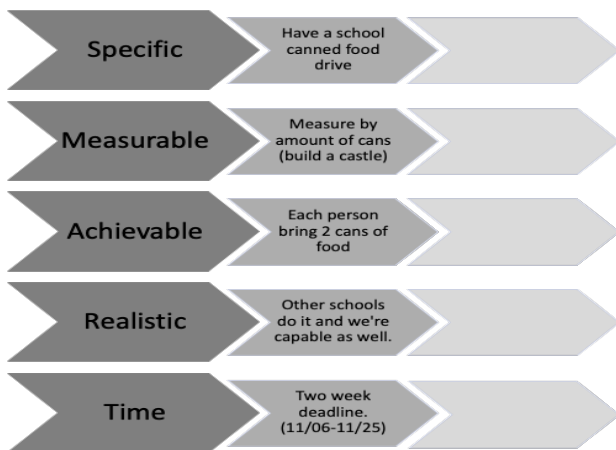 Specific
Have a school
canned food
drive
Measurable
Measure by
amount of cans
(build a castle)
Achievable
Each person
bring 2 cans of
food
Realistic
Other schools
do it and we're
capable as well.
Time
Two week
deadline.
(11/06-11/25)